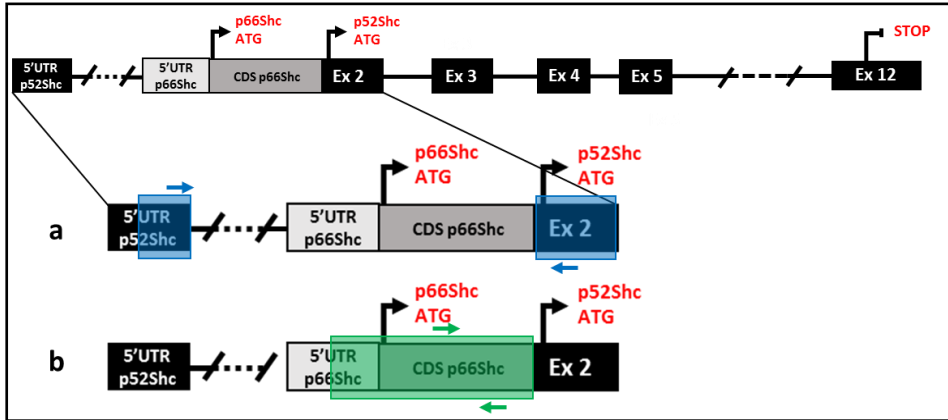 p66Shc
ATG
p52Shc
ATG
STOP
5'UTR
p52Shc
5'UTR
p66Shc
CDS p66Shc
Ex 2
Ex 3
Ex 4
Ex 5
Ex 12
p66Shc
ATG
p52Shc
ATG
a
5'UTR
p52Shc
5'UTR
p66Shc
CDS p66Shc
Ex 2
p66Shc
ATG
p52Shc
ATG
b
5'UTR
p52Shc
5'UTR
p66Shc
CDS p66Shc
Ex 2